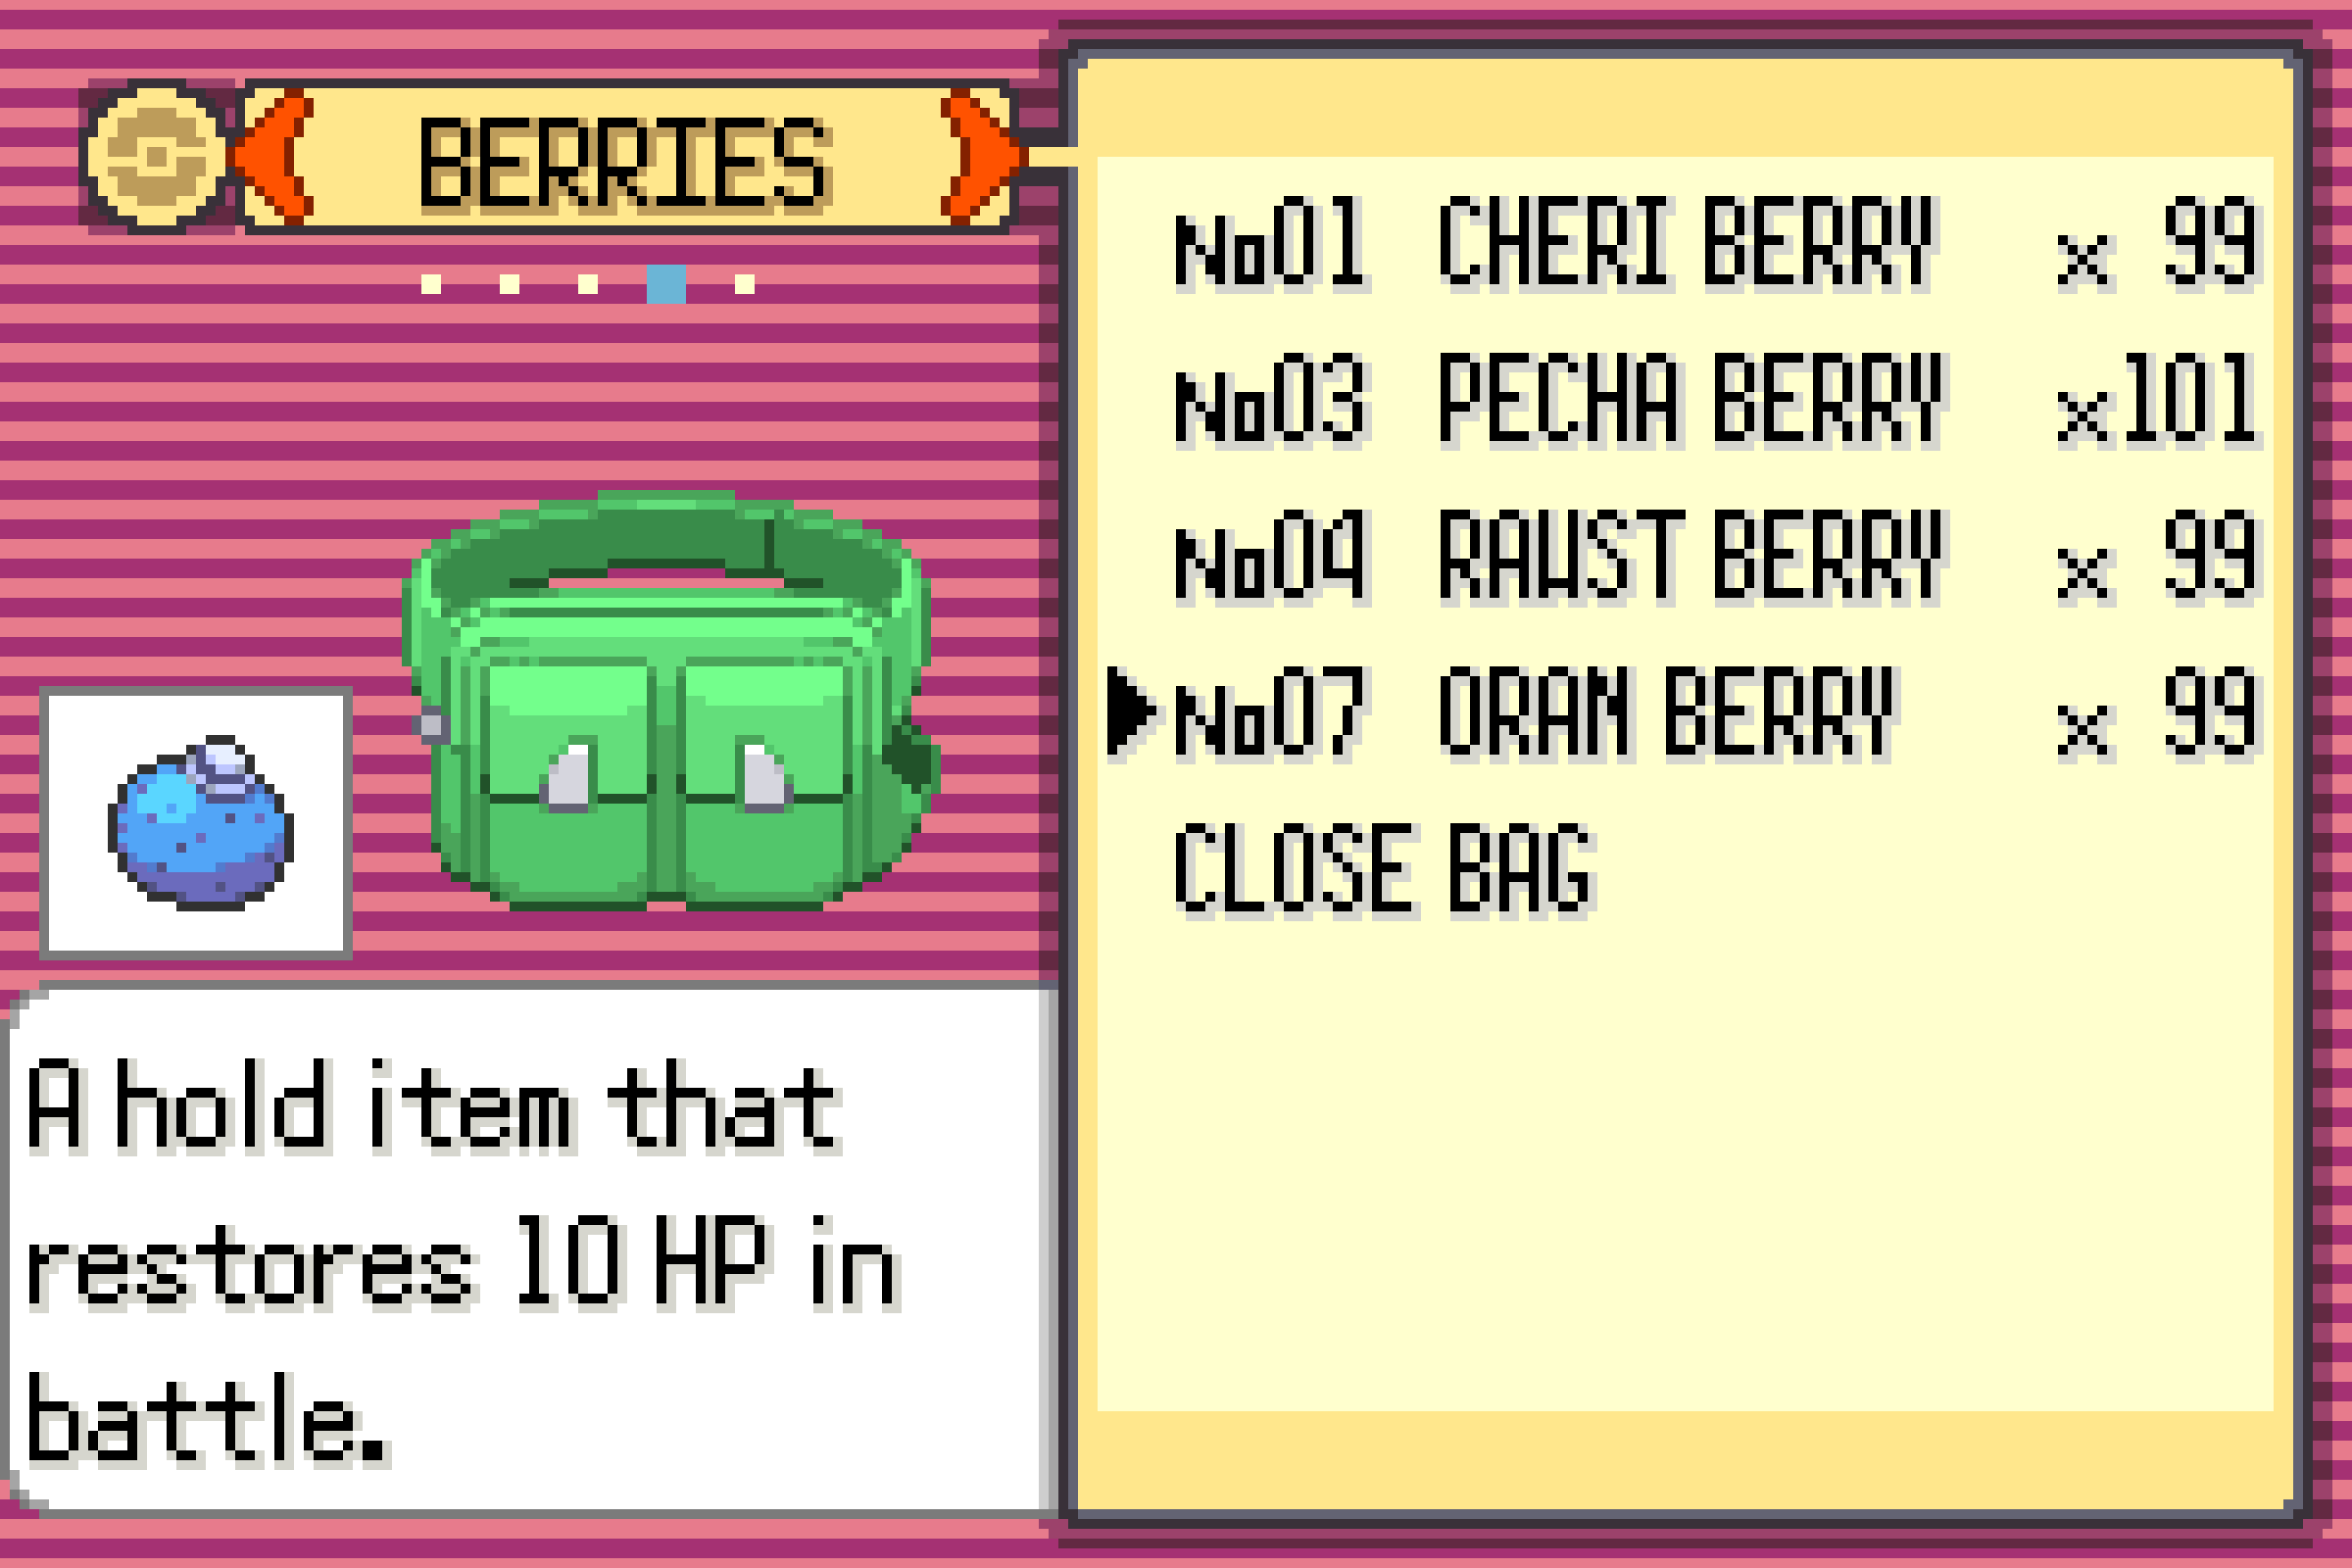 BERRIES
No01 CHERI BERRY x 99
No03 PECHA BERRY x101
No04 RAWST BERRY x 99
No07 ORAN BERRY x 99
CLOSE BAG
A hold item that
restores 10 HP in
battle.